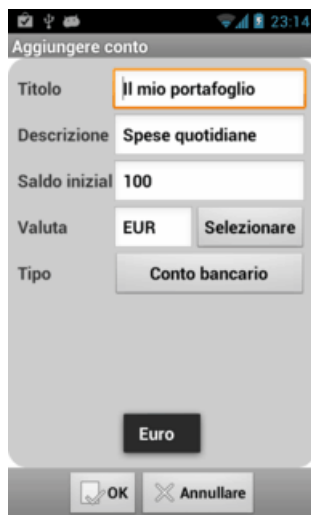 23:14
Aggiungere conto
Titolo Il mio portafoglio
Descrizione Spese quotidiane
Saldo inizial 100
Valuta EUR Selezionare
Tipo Conto bancario
Euro
OK Annullare